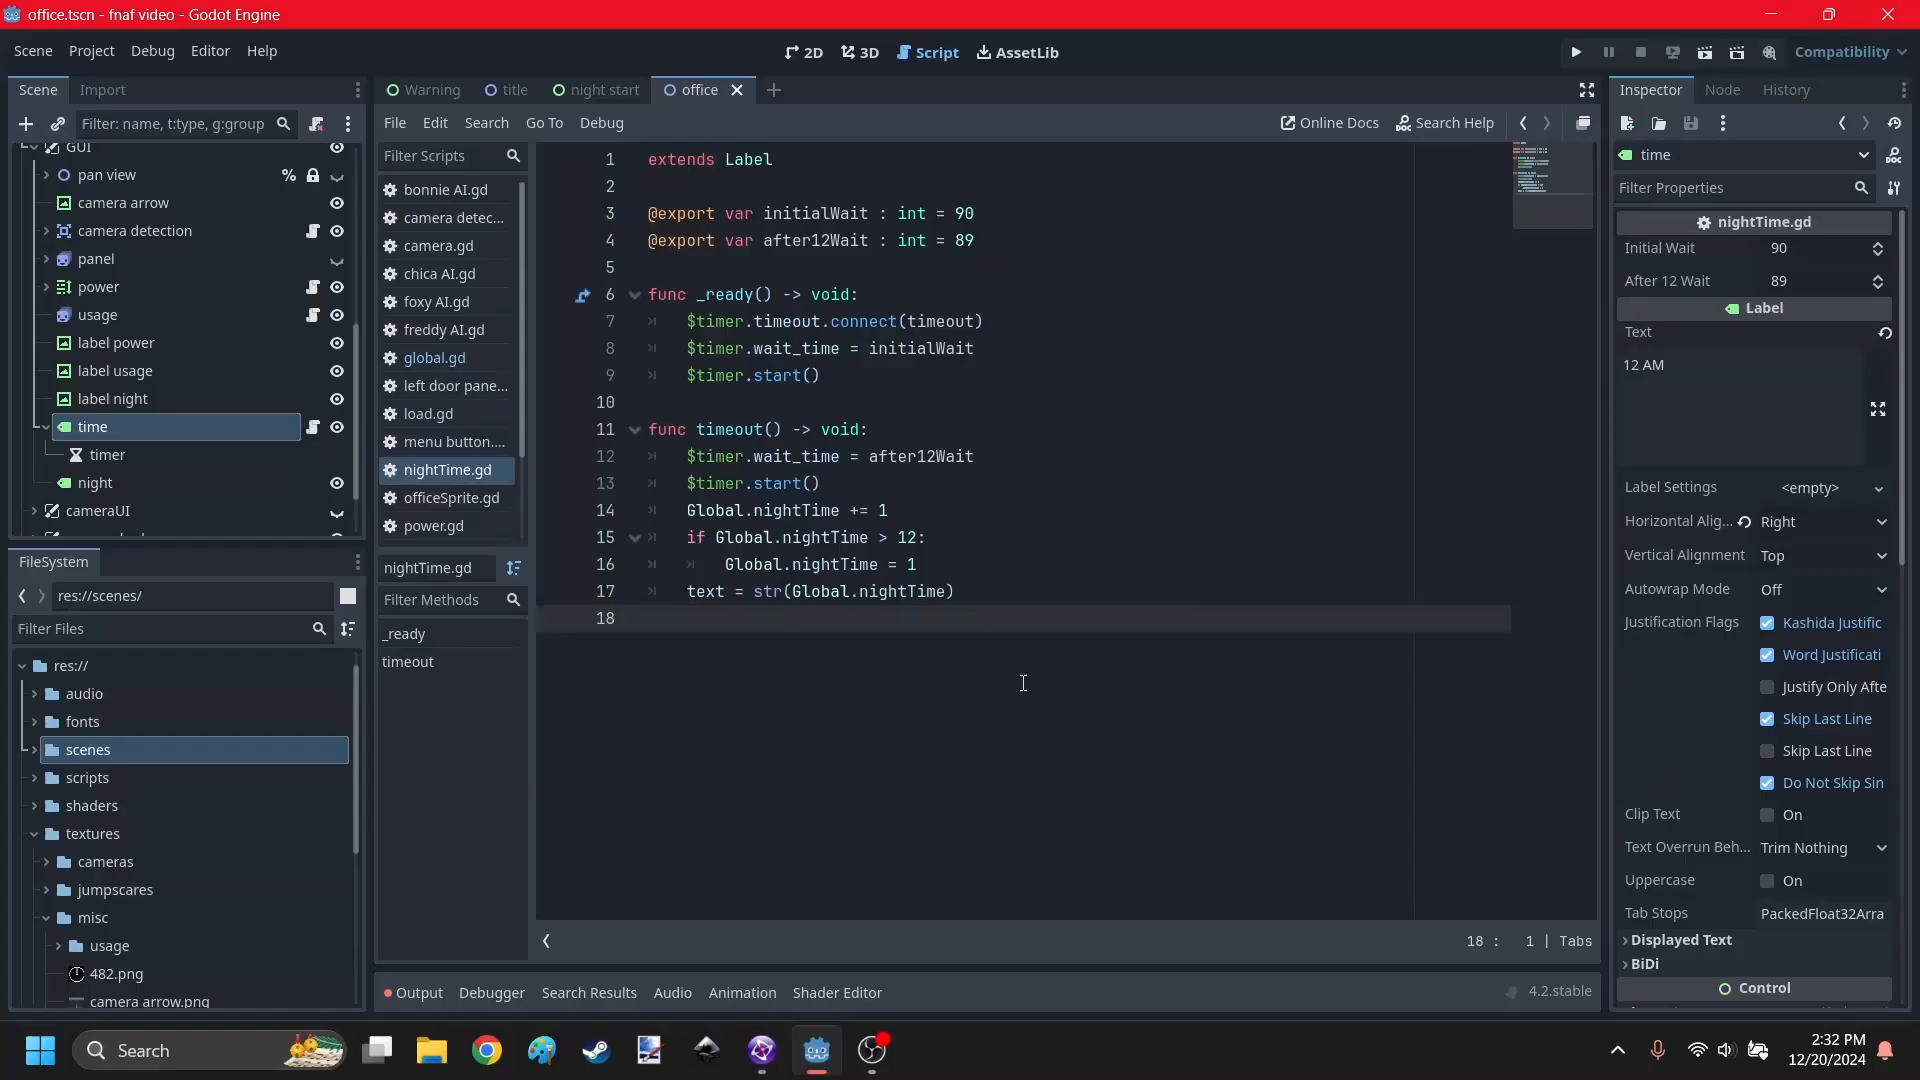 office.tscn - fnaf video - Godot Engine
Scene Project Debug Editor Help
2D 3D Script AssetLib
Compatibility
Scene Import
Warning title night start office
Inspector Node History
Filter: name, t:type, g:group
File Edit Search Go To Debug
Online Docs Search Help
GUI
pan view
camera arrow
camera detection
panel
power
usage
label power
label usage
label night
time
timer
night
cameraUI
FileSystem
res://scenes/
Filter Files
res://
audio
fonts
scenes
scripts
shaders
textures
cameras
jumpscares
misc
usage
482.png
camera arrow.png
Filter Scripts
bonnie AI.gd
camera detec...
camera.gd
chica AI.gd
foxy AI.gd
freddy AI.gd
global.gd
left door pane...
load.gd
menu button....
nightTime.gd
officeSprite.gd
power.gd
nightTime.gd
Filter Methods
_ready
timeout
1 extends Label
2
3 @export var initialWait : int = 90
4 @export var after12Wait : int = 89
5
6 func _ready() -> void:
7 $timer.timeout.connect(timeout)
8 $timer.wait_time = initialWait
9 $timer.start()
10
11 func timeout() -> void:
12 $timer.wait_time = after12Wait
13 $timer.start()
14 Global.nightTime += 1
15 if Global.nightTime > 12:
16 Global.nightTime = 1
17 text = str(Global.nightTime)
18
18 : 1 | Tabs
Output Debugger Search Results Audio Animation Shader Editor
4.2.stable
time
Filter Properties
nightTime.gd
Initial Wait 90
After 12 Wait 89
Label
Text
12 AM
Label Settings <empty>
Horizontal Alig... Right
Vertical Alignment Top
Autowrap Mode Off
Justification Flags Kashida Justific
Word Justificati
Justify Only Afte
Skip Last Line
Skip Last Line
Do Not Skip Sin
Clip Text On
Text Overrun Beh... Trim Nothing
Uppercase On
Tab Stops PackedFloat32Arra
Displayed Text
BiDi
Control
Search
2:32 PM
12/20/2024